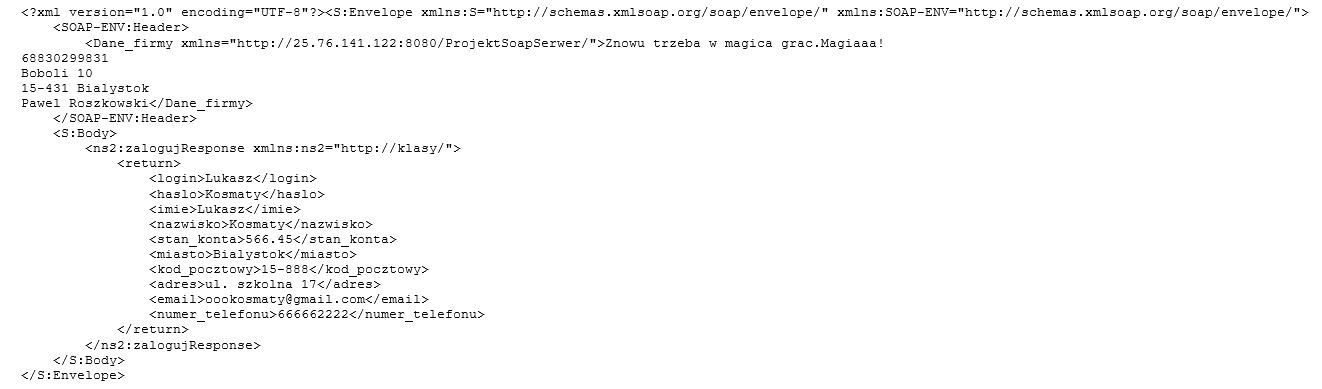 <?xml version="1.0" encoding="UTF-8"?><S:Envelope xmlns:S="http://schemas.xmlsoap.org/soap/envelope/" xmlns:SOAP-ENV="http://schemas.xmlsoap.org/soap/envelope/">
    <SOAP-ENV:Header>
        <Dane_firmy xmlns="http://25.76.141.122:8080/ProjektSoapSerwer/">Znowu trzeba w magica grac.Magiaaa!
68830299831
Boboli 10
15-431 Bialystok
Pawel Roszkowski</Dane_firmy>
    </SOAP-ENV:Header>
    <S:Body>
        <ns2:zalogujResponse xmlns:ns2="http://klasy/">
            <return>
                <login>Lukasz</login>
                <haslo>Kosmaty</haslo>
                <imie>Lukasz</imie>
                <nazwisko>Kosmaty</nazwisko>
                <stan_konta>566.45</stan_konta>
                <miasto>Bialystok</miasto>
                <kod_pocztowy>15-888</kod_pocztowy>
                <adres>ul. szkolna 17</adres>
                <email>oookosmaty@gmail.com</email>
                <numer_telefonu>666662222</numer_telefonu>
            </return>
        </ns2:zalogujResponse>
    </S:Body>
</S:Envelope>